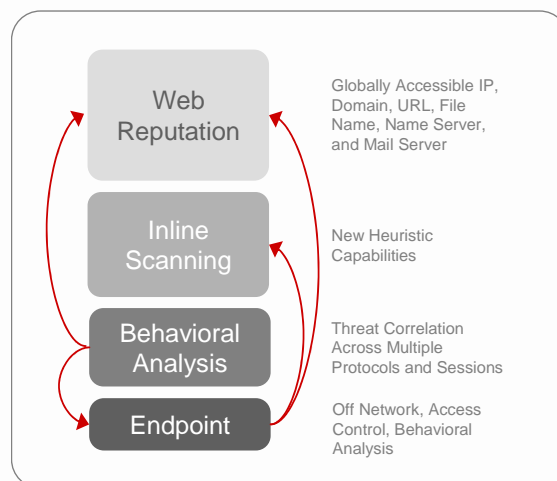 Web
Reputation
Globally Accessible IP,
Domain, URL, File
Name, Name Server,
and Mail Server
Inline
Scanning
New Heuristic
Capabilities
Behavioral
Analysis
Threat Correlation
Across Multiple
Protocols and Sessions
Endpoint
Off Network, Access
Control, Behavioral
Analysis